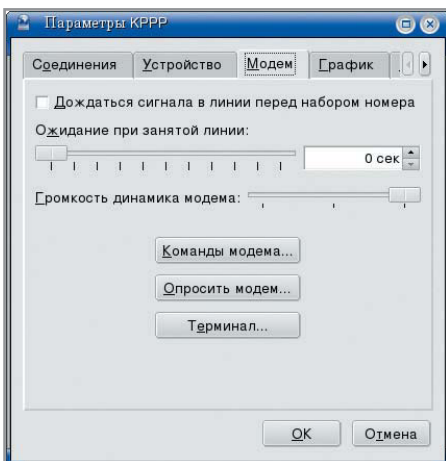 Параметры KPPP
Соединения Устройство Модем График
Дождаться сигнала в линии перед набором номера
Ожидание при занятой линии:
0 сек
Громкость динамика модема:
Команды модема...
Опросить модем...
Терминал...
OK Отмена